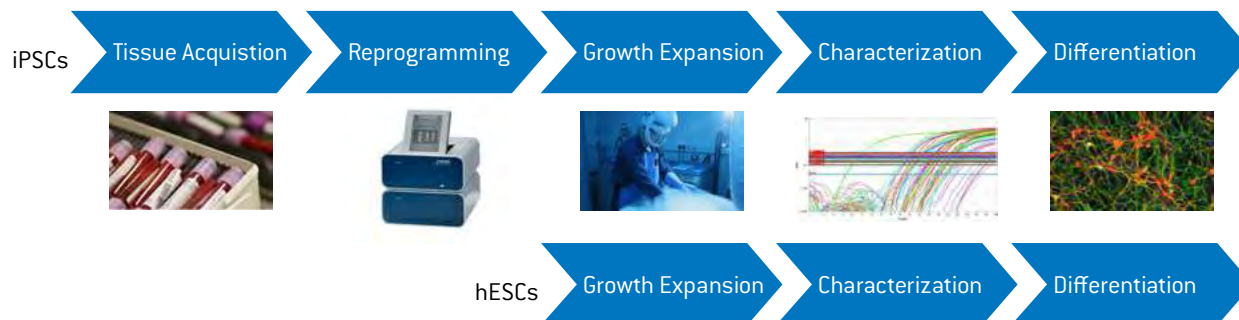 iPSCs
Tissue Acquistion
Reprogramming
Growth Expansion
Characterization
Differentiation
hESCs
Growth Expansion
Characterization
Differentiation